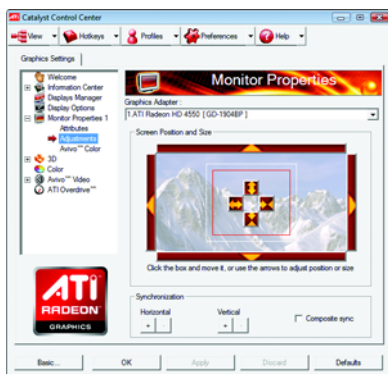 ATI Catalyst Control Center
View Hotkeys Profiles Preferences Help
Graphics Settings
Welcome
Information Center
Displays Manager
Display Options
Monitor Properties 1
Attributes
Adjustments
Avivo™ Color
3D
Color
Avivo™ Video
ATI Overdrive™
Monitor Properties
Graphics Adapter:
1.ATI Radeon HD 4550 [ GD-1904BP ]
Screen Position and Size
Click the box and move it, or use the arrows to adjust position or size
Synchronization
Horizontal Vertical
+ - + -
Composite sync
ATI
RADEON
GRAPHICS
Basic... OK Apply Discard Defaults